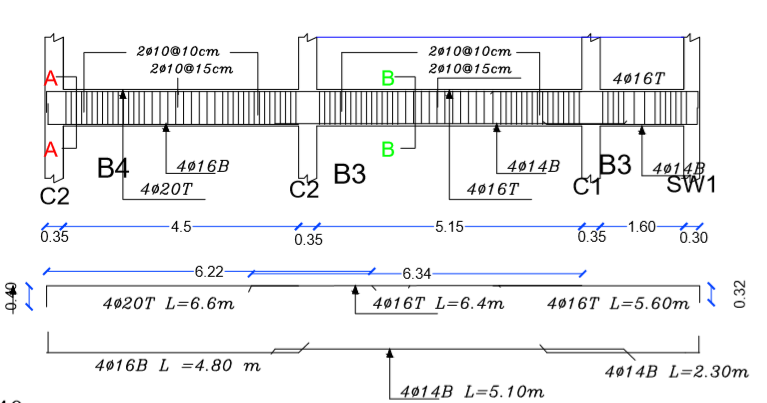 2ø10@10cm
2ø10@15cm
2ø10@10cm
2ø10@15cm
4ø16T
A
B
A
B
B4
4ø16B
4ø20T
B3
4ø14B
4ø16T
B3
4ø14B
C2
C2
C1
SW1
0.35
4.5
0.35
5.15
0.35
1.60
0.30
6.22
6.34
0.40
4ø20T L=6.6m
4ø16T L=6.4m
4ø16T L=5.60m
0.32
4ø16B L =4.80 m
4ø14B L=5.10m
4ø14B L=2.30m